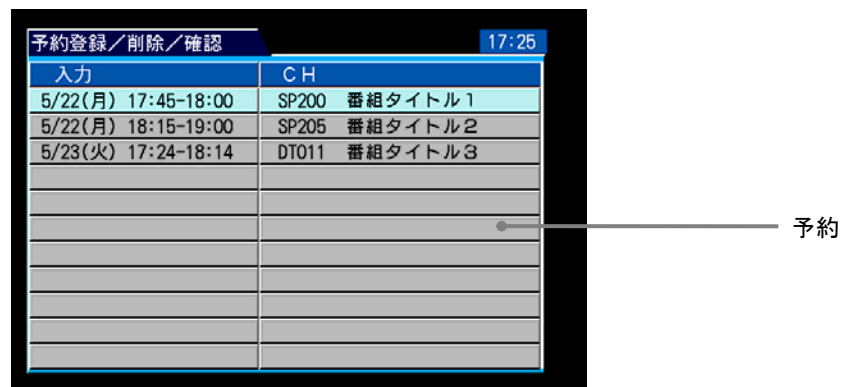 予約登録／削除／確認 17:25
入力 CH
5/22(月) 17:45-18:00 SP200 番組タイトル1
5/22(月) 18:15-19:00 SP205 番組タイトル2
5/23(火) 17:24-18:14 DT011 番組タイトル3
予約